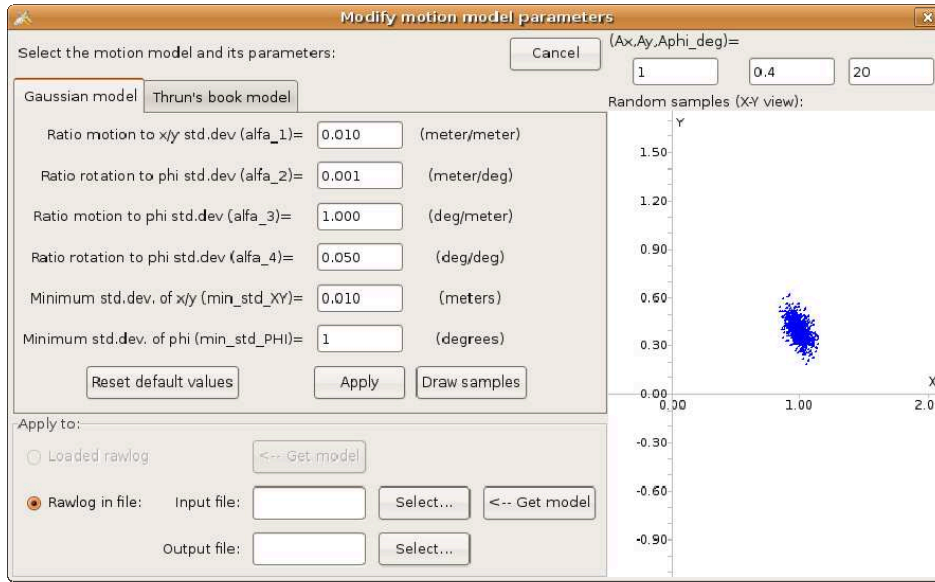 Modify motion model parameters
Select the motion model and its parameters:
Cancel
(Ax,Ay,Aphi_deg)=
1
0.4
20
Gaussian model
Thrun's book model
Random samples (X-Y view):
Ratio motion to x/y std.dev (alfa_1)= 0.010 (meter/meter)
Ratio rotation to phi std.dev (alfa_2)= 0.001 (meter/deg)
Ratio motion to phi std.dev (alfa_3)= 1.000 (deg/meter)
Ratio rotation to phi std.dev (alfa_4)= 0.050 (deg/deg)
Minimum std.dev. of x/y (min_std_XY)= 0.010 (meters)
Minimum std.dev. of phi (min_std_PHI)= 1 (degrees)
Reset default values
Apply
Draw samples
Apply to:
Loaded rawlog
<-- Get model
Rawlog in file:
Input file:
Select...
<-- Get model
Output file:
Select...
Y
1.50
1.20
0.90
0.60
0.30
0.00
X
0.00
1.00
2.0
-0.30
-0.60
-0.90